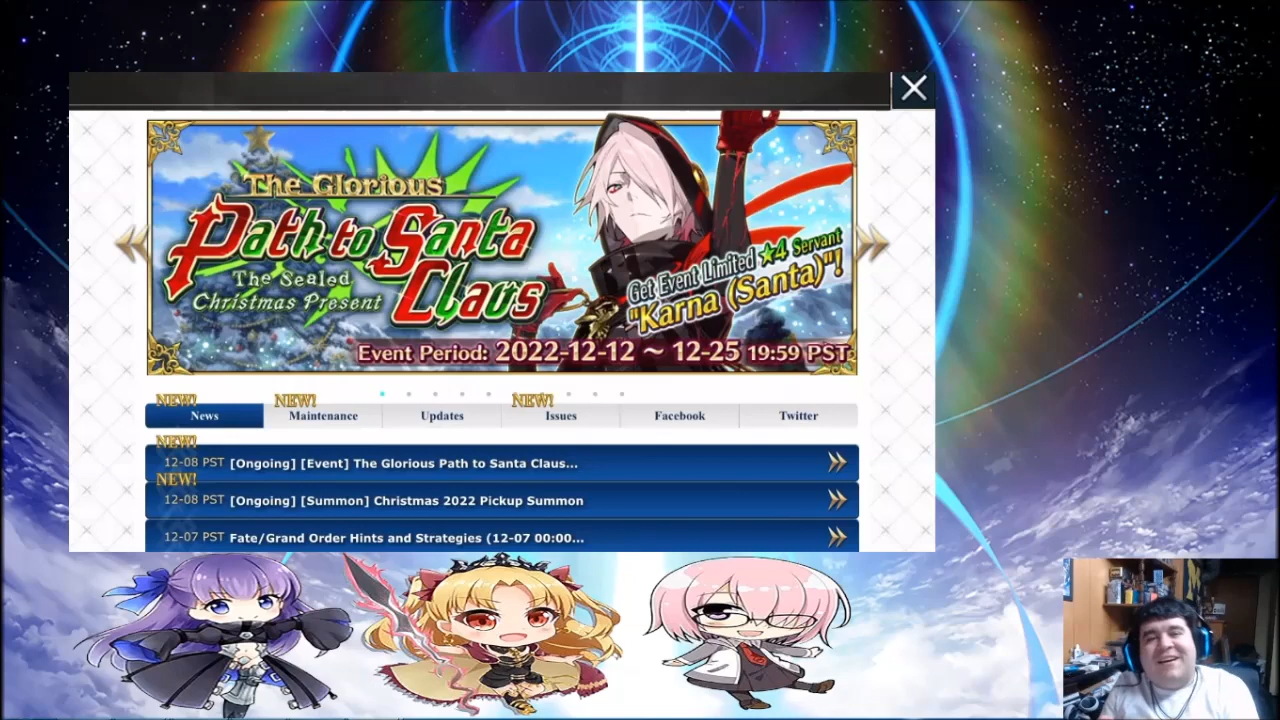 The Glorious
Path to Santa
Claus
The Sealed
Christmas Present
Get Event Limited ★4 Servant
"Karna (Santa)"!
Event Period: 2022-12-12 ~ 12-25 19:59 PST
NEW! NEW! NEW!
News Maintenance Updates Issues Facebook Twitter
NEW!
12-08 PST [Ongoing] [Event] The Glorious Path to Santa Claus...
NEW!
12-08 PST [Ongoing] [Summon] Christmas 2022 Pickup Summon
12-07 PST Fate/Grand Order Hints and Strategies (12-07 00:00...